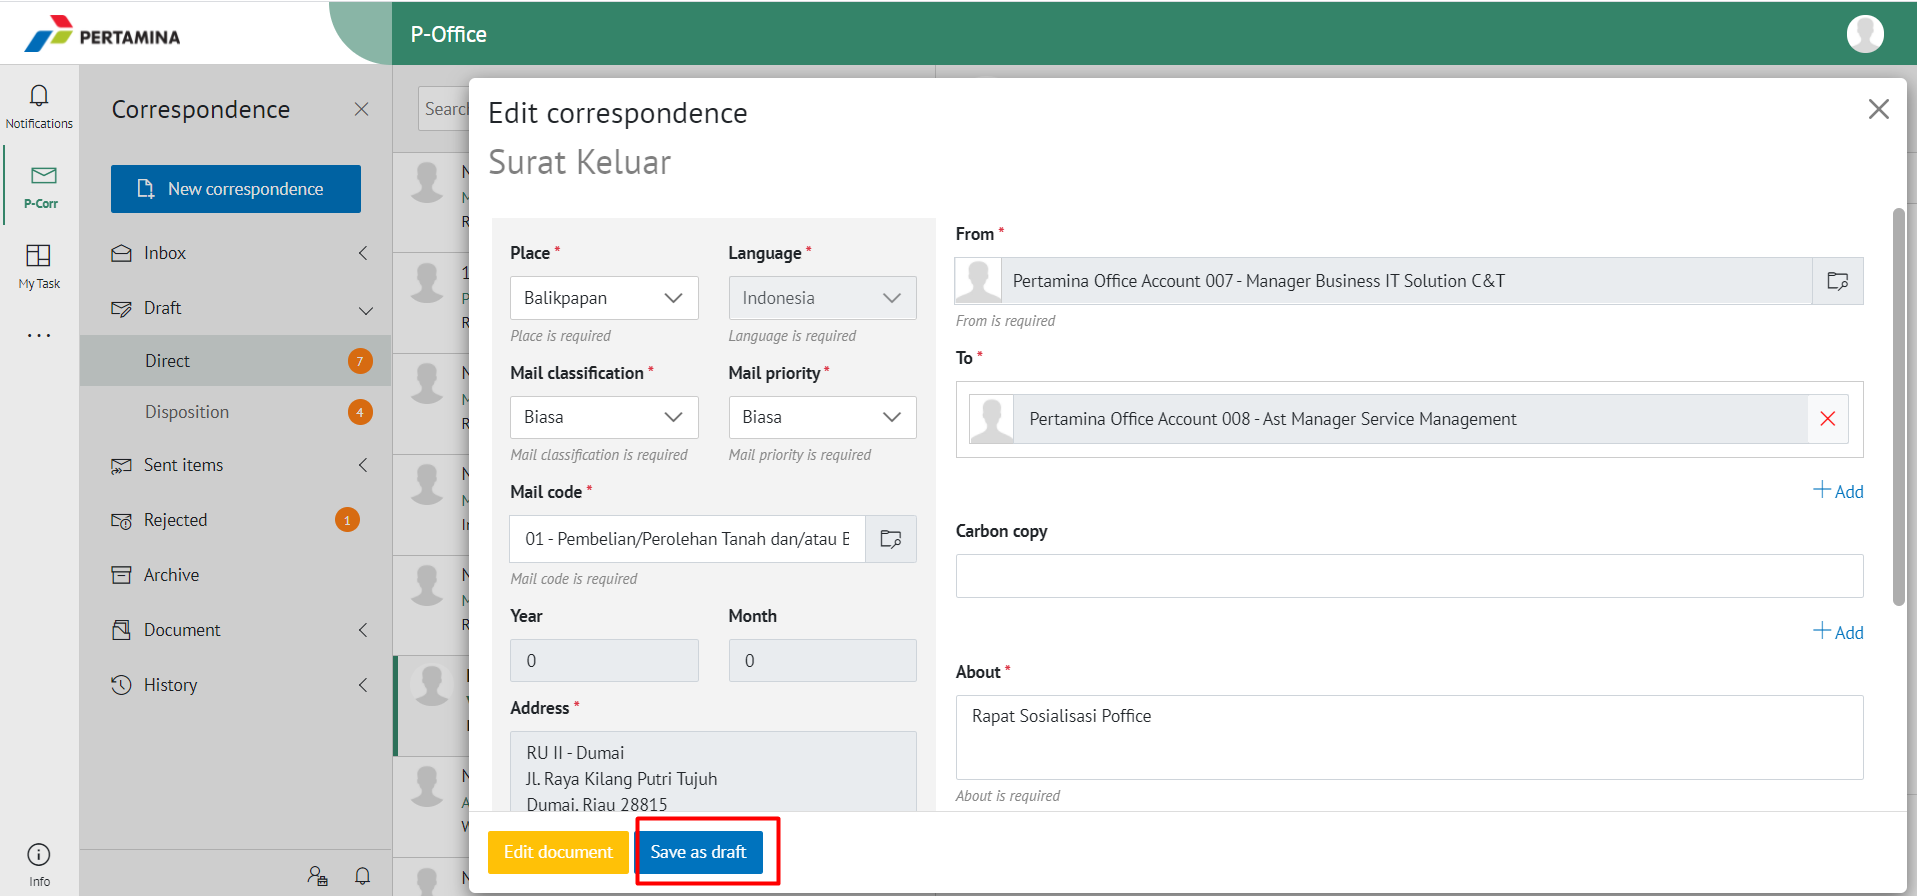 PERTAMINA
P-Office
Notifications
P-Corr
My Task
Info
Correspondence
New correspondence
Inbox
Draft
Direct
7
Disposition
4
Sent items
Rejected
1
Archive
Document
History
Edit correspondence
Surat Keluar
Place *
Language *
Balikpapan
Indonesia
Place is required
Language is required
Mail classification *
Mail priority *
Biasa
Biasa
Mail classification is required
Mail priority is required
Mail code *
01 - Pembelian/Perolehan Tanah dan/atau B
Mail code is required
Year
Month
0
0
Address *
RU II - Dumai
Jl. Raya Kilang Putri Tujuh
Dumai, Riau 28815
From *
Pertamina Office Account 007 - Manager Business IT Solution C&T
From is required
To *
Pertamina Office Account 008 - Ast Manager Service Management
Add
Carbon copy
Add
About *
Rapat Sosialisasi Poffice
About is required
Edit document
Save as draft